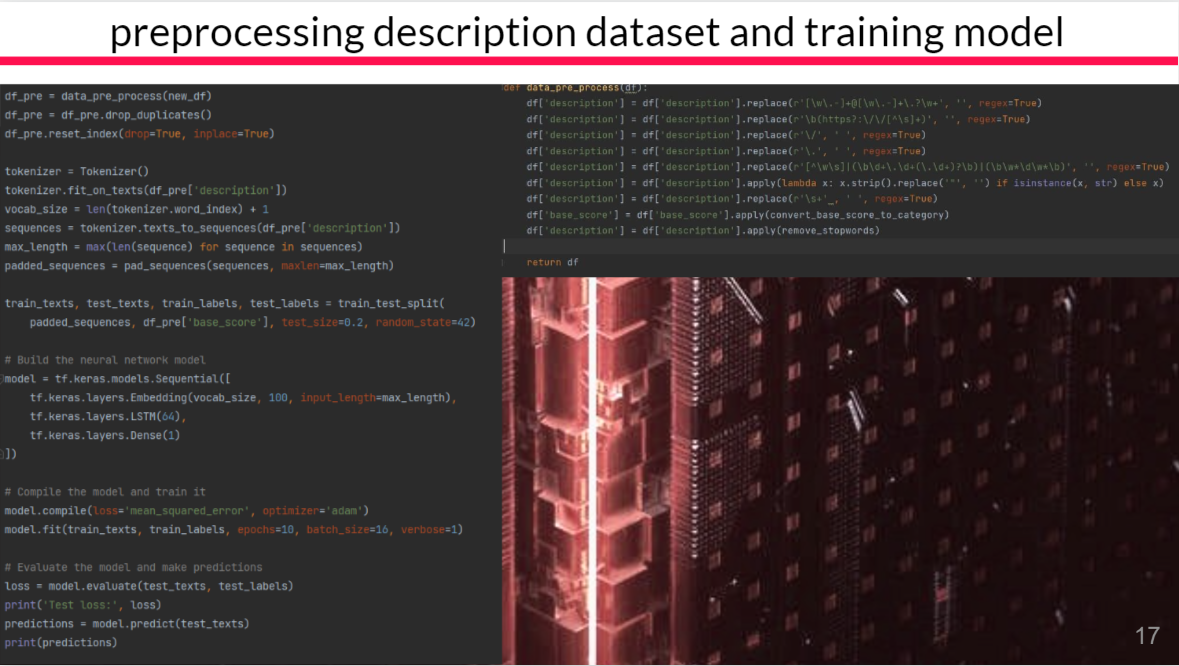 preprocessing description dataset and training model
df_pre = data_pre_process(new_df)
df_pre = df_pre.drop_duplicates()
df_pre.reset_index(drop=True, inplace=True)
tokenizer = Tokenizer()
tokenizer.fit_on_texts(df_pre['description'])
vocab_size = len(tokenizer.word_index) + 1
sequences = tokenizer.texts_to_sequences(df_pre['description'])
max_length = max(len(sequence) for sequence in sequences)
padded_sequences = pad_sequences(sequences, maxlen=max_length)
train_texts, test_texts, train_labels, test_labels = train_test_split(
padded_sequences, df_pre['base_score'], test_size=0.2, random_state=42)
# Build the neural network model
model = tf.keras.models.Sequential([
tf.keras.layers.Embedding(vocab_size, 100, input_length=max_length),
tf.keras.layers.LSTM(64),
tf.keras.layers.Dense(1)
])
# Compile the model and train it
model.compile(loss='mean_squared_error', optimizer='adam')
model.fit(train_texts, train_labels, epochs=10, batch_size=16, verbose=1)
# Evaluate the model and make predictions
loss = model.evaluate(test_texts, test_labels)
print('Test loss:', loss)
predictions = model.predict(test_texts)
print(predictions)
def data_pre_process(df):
df['description'] = df['description'].replace(r'[\w\.-]+@[\w\.-]+\.?\w+', '', regex=True)
df['description'] = df['description'].replace(r'\b(https?:\/\/[^\s]+)', '', regex=True)
df['description'] = df['description'].replace(r'\/', ' ', regex=True)
df['description'] = df['description'].replace(r'\.', ' ', regex=True)
df['description'] = df['description'].replace(r'[^\w\s]|(\b\d+\.\d+(\.\d+)?\b)|(\b\w*\d\w*\b)', '', regex=True)
df['description'] = df['description'].apply(lambda x: x.strip().replace('"', '') if isinstance(x, str) else x)
df['description'] = df['description'].replace(r'\s+', ' ', regex=True)
df['base_score'] = df['base_score'].apply(convert_base_score_to_category)
df['description'] = df['description'].apply(remove_stopwords)
return df
17